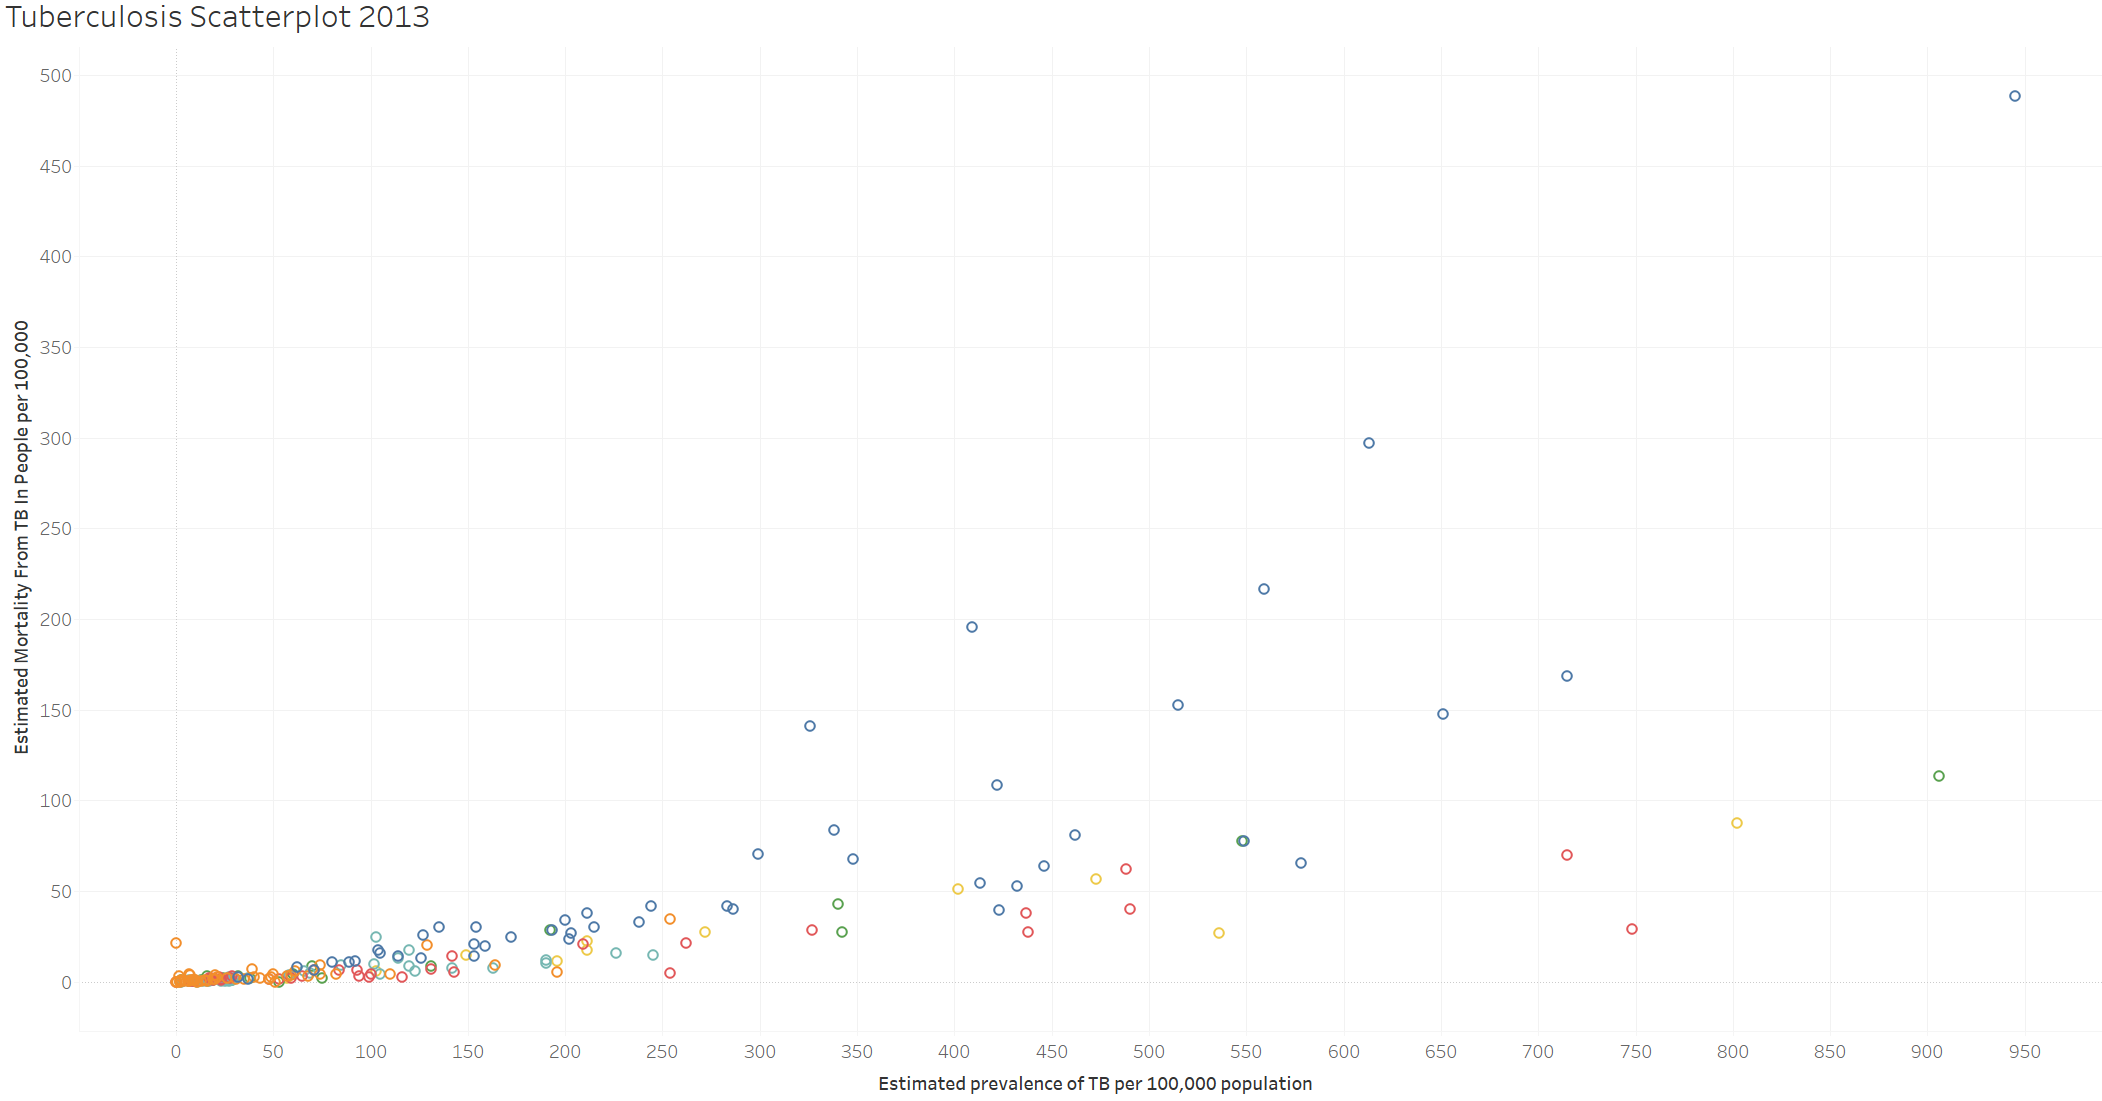 Tuberculosis Scatterplot 2013
Estimated Mortality From TB In People per 100,000
500
450
400
350
300
250
200
150
100
50
0
0 50 100 150 200 250 300 350 400 450 500 550 600 650 700 750 800 850 900 950
Estimated prevalence of TB per 100,000 population